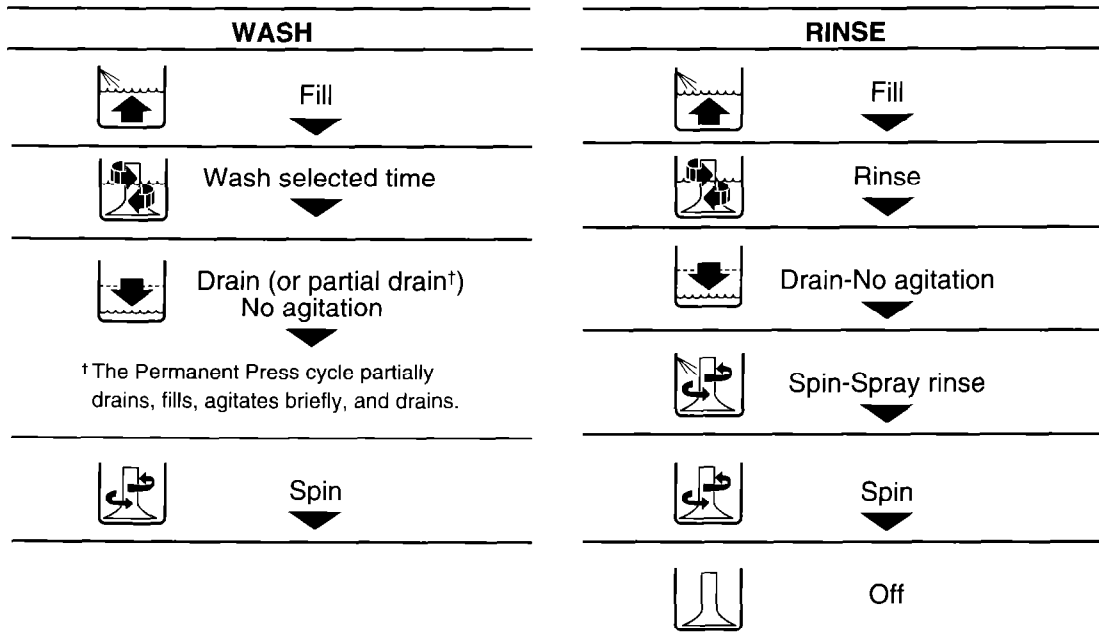 WASH
Fill
Wash selected time
Drain (or partial drain†)
No agitation
† The Permanent Press cycle partially
drains, fills, agitates briefly, and drains.
Spin
RINSE
Fill
Rinse
Drain-No agitation
Spin-Spray rinse
Spin
Off